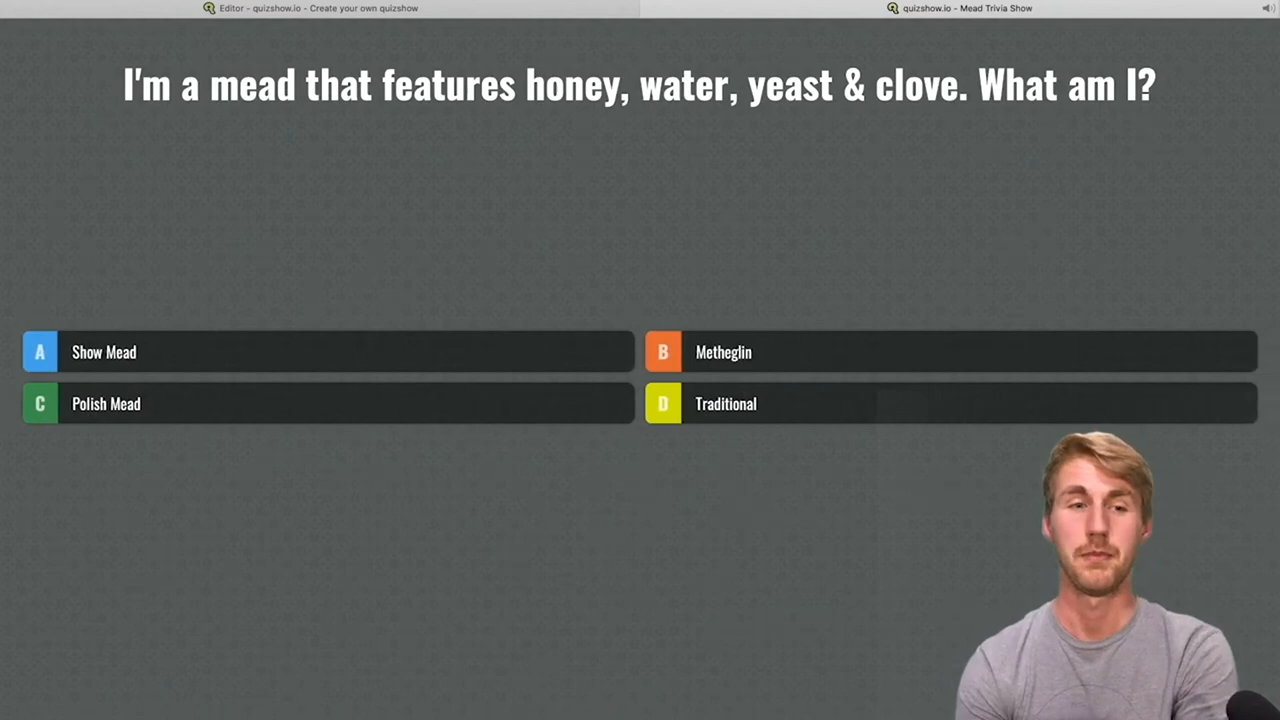 Editor - quizshow.io - Create your own quizshow
quizshow.io - Mead Trivia Show
I'm a mead that features honey, water, yeast & clove. What am I?
A Show Mead
B Metheglin
C Polish Mead
D Traditional